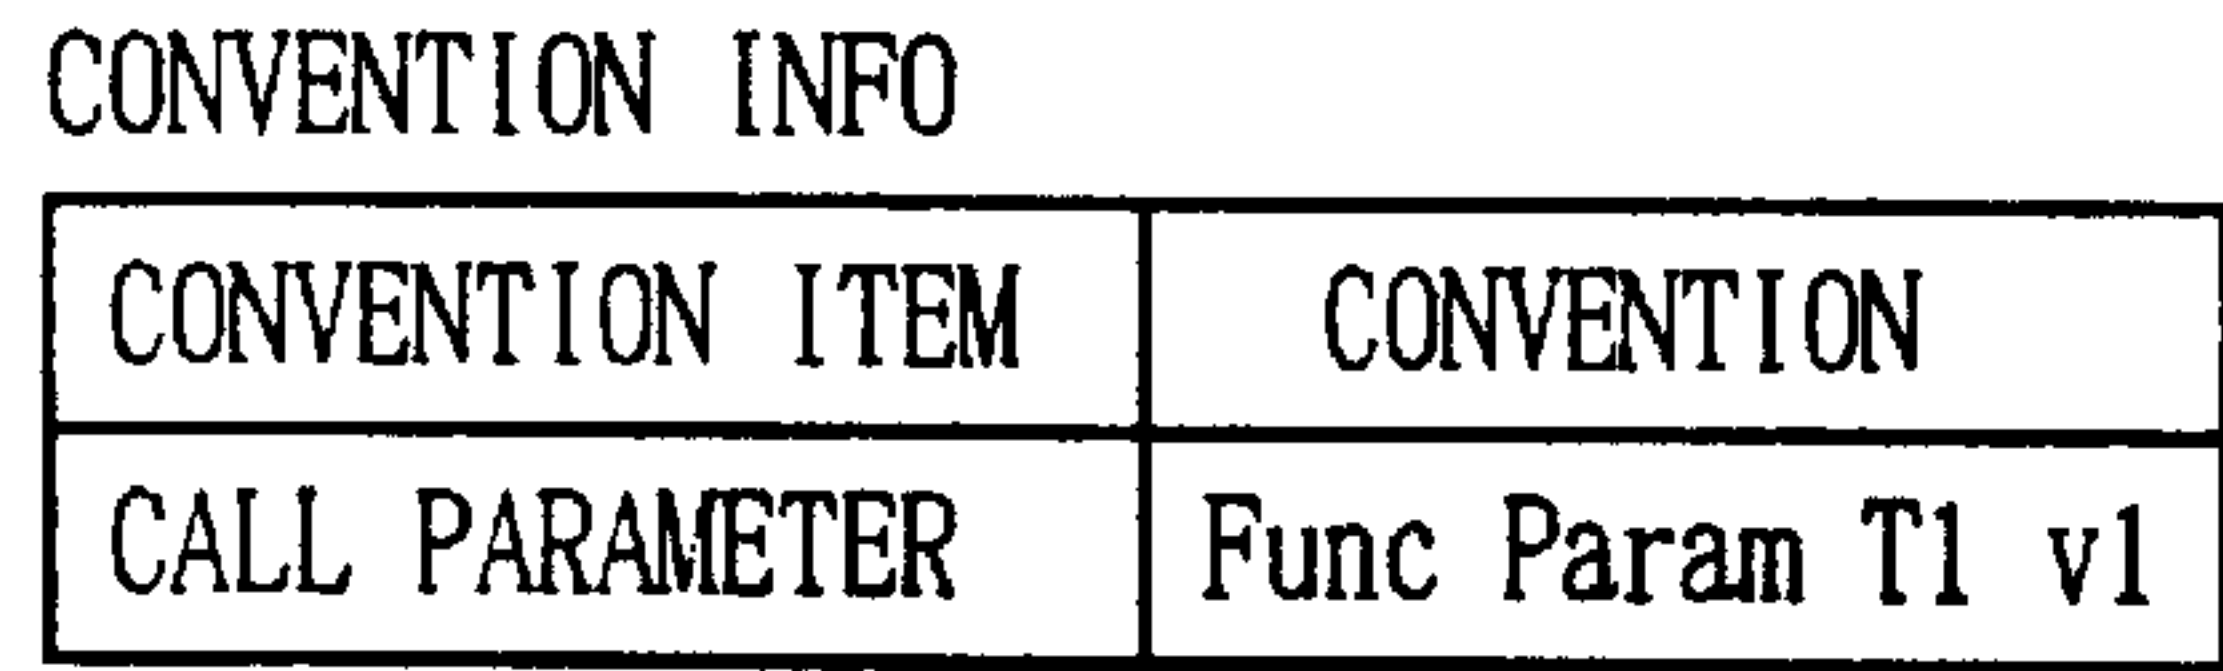 CONVENTION INFO
CONVENTION ITEM CONVENTION
CALL PARAMETER Func Param T1 v1